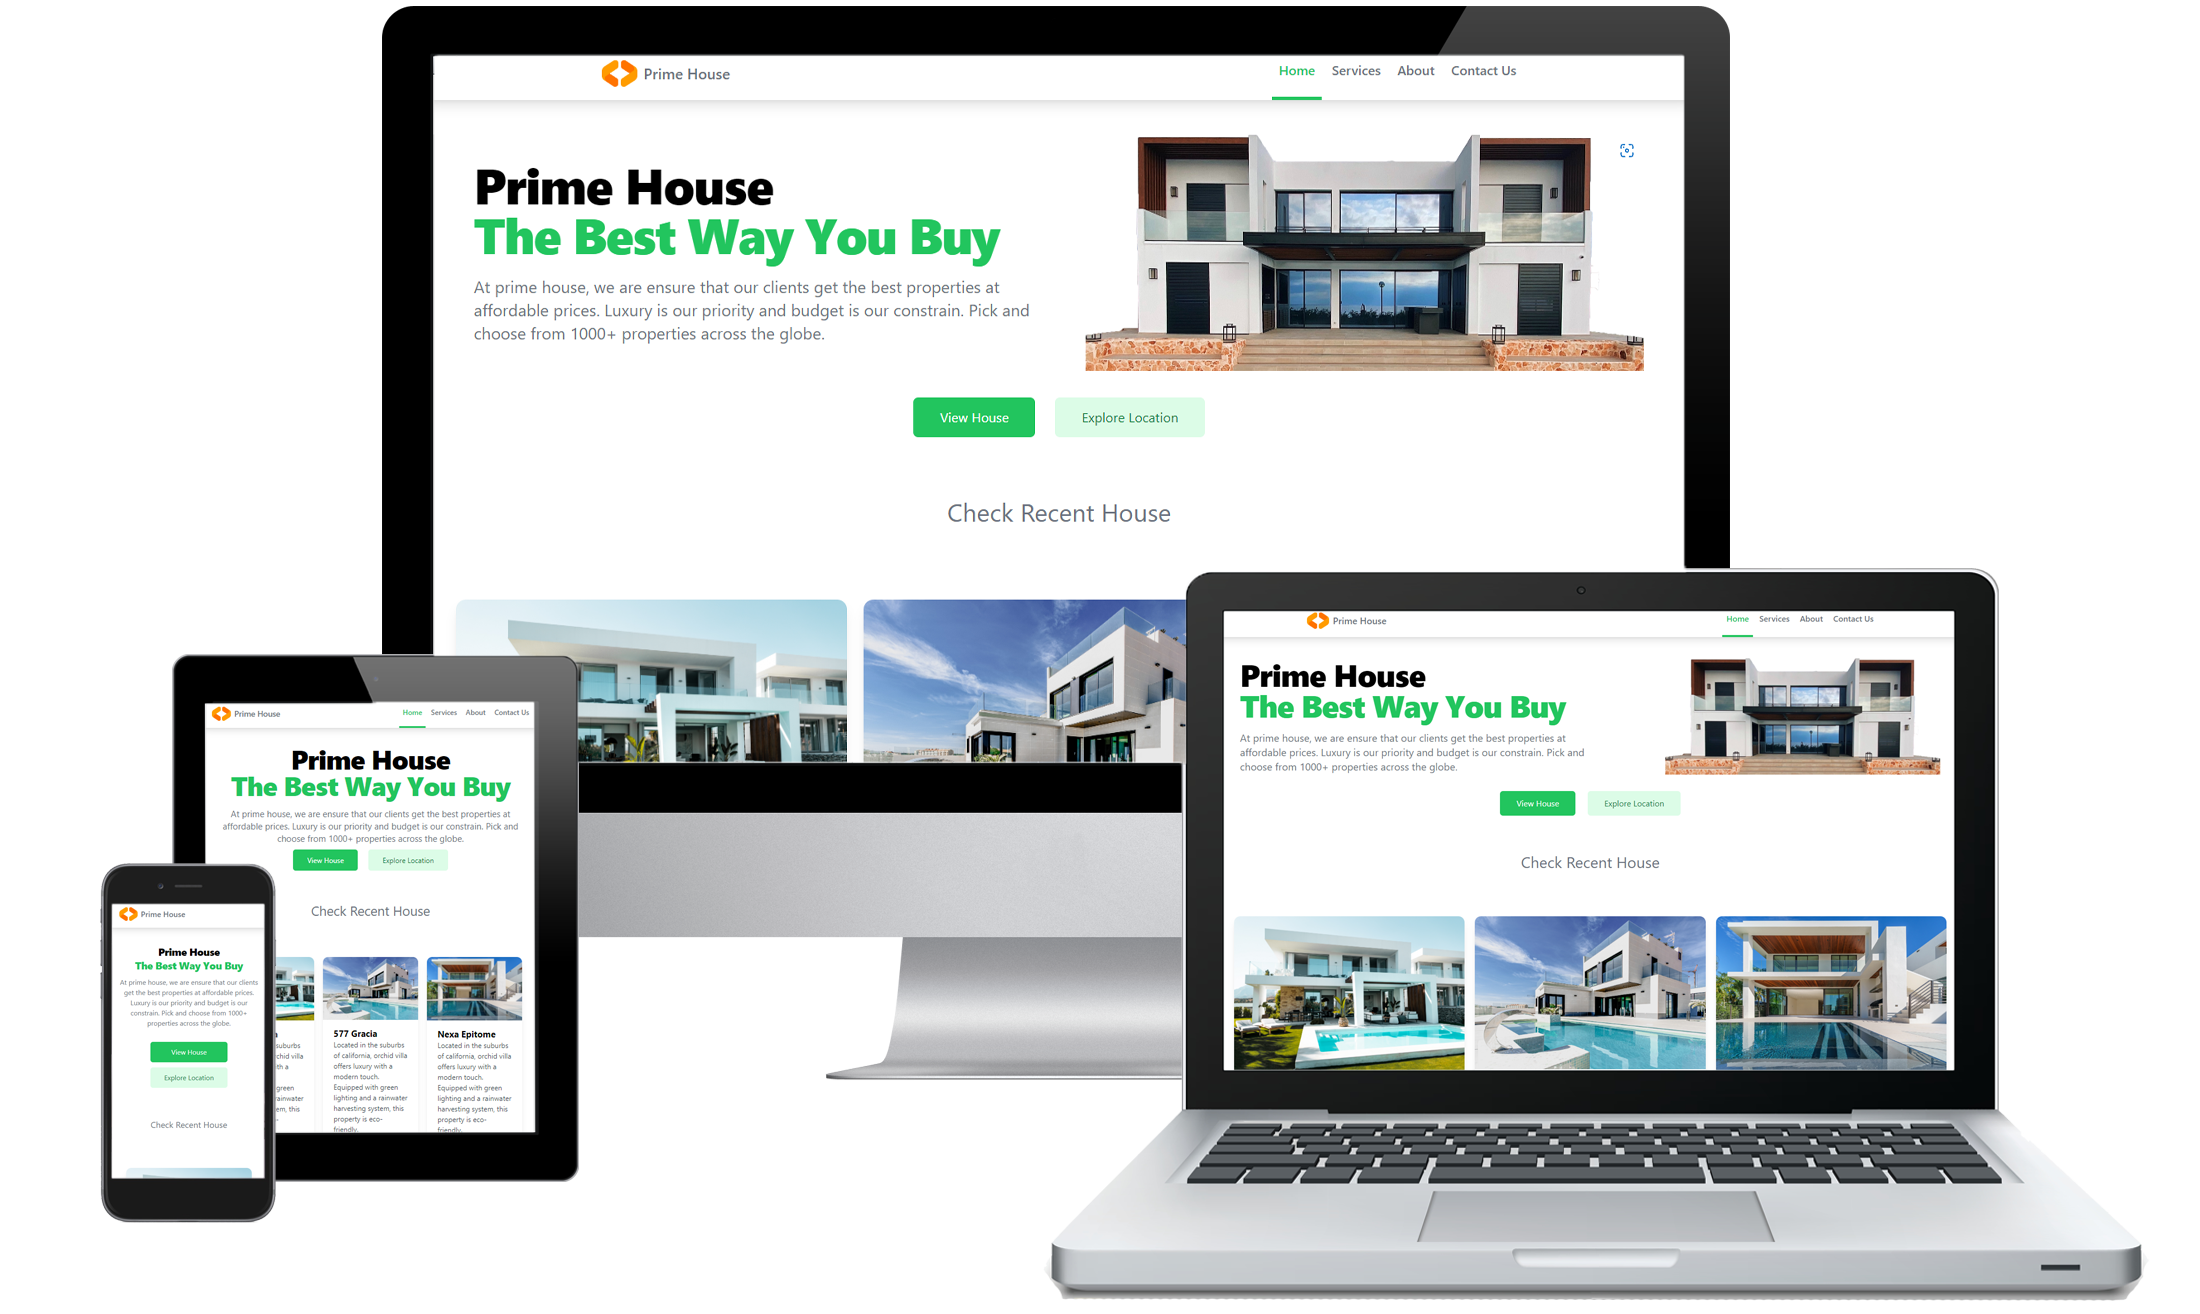 Prime House
Home Services About Contact Us
Prime House
The Best Way You Buy
At prime house, we are ensure that our clients get the best properties at
affordable prices. Luxury is our priority and budget is our constrain. Pick and
choose from 1000+ properties across the globe.
View House
Explore Location
Check Recent House
Prime House
Home Services About Contact Us
Prime House
The Best Way You Buy
At prime house, we are ensure that our clients get the best properties at
affordable prices. Luxury is our priority and budget is our constrain. Pick and
choose from 1000+ properties across the globe.
View House
Explore Location
Check Recent House
Prime House
Home Services About Contact Us
Prime House
The Best Way You Buy
At prime house, we are ensure that our clients get the best properties at
affordable prices. Luxury is our priority and budget is our constrain. Pick and
choose from 1000+ properties across the globe.
View House
Explore Location
Check Recent House
577 Gracia
Located in the suburbs
of california, orchid villa
offers luxury with a
modern touch.
Equipped with green
lighting and a rainwater
harvesting system, this
property is eco-
friendly.
Nexa Epitome
Located in the suburbs
of california, orchid villa
offers luxury with a
modern touch.
Equipped with green
lighting and a rainwater
harvesting system, this
property is eco-
friendly.
Prime House
Prime House
The Best Way You Buy
At prime house, we are ensure that our clients
get the best properties at affordable prices.
Luxury is our priority and budget is our
constrain. Pick and choose from 1000+
properties across the globe.
View House
Explore Location
Check Recent House